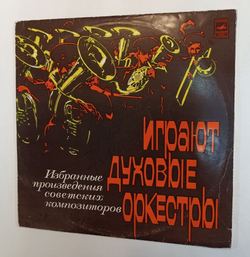 ИГРАЮТ
ДУХОВЫЕ
ОРКЕСТРЫ
Избранные
произведения
советских
композиторов